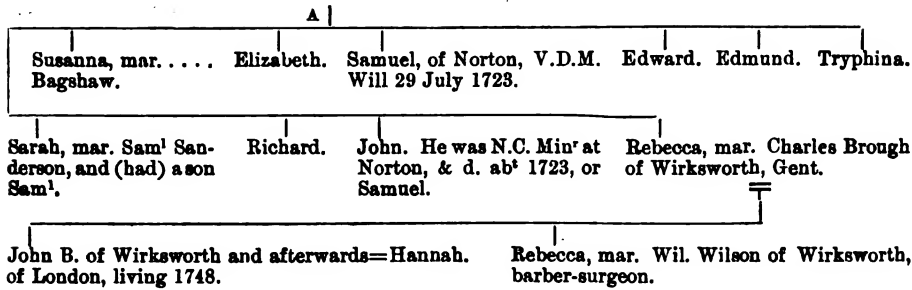 A
Susanna, mar. . . . . . Elizabeth. Samuel, of Norton, V.D.M. Edward. Edmund. Tryphina.
Bagshaw. Will 29 July 1723.
Sarah, mar. Samˡ San- Richard. John. He was N.C. Minʳ at Rebecca, mar. Charles Brough
derson, and (had) a son Norton, & d. abᵗ 1723, or of Wirksworth, Gent.
Samˡ. Samuel.
John B. of Wirksworth and afterwards=Hannah. Rebecca, mar. Wil. Wilson of Wirksworth,
of London, living 1748. barber-surgeon.